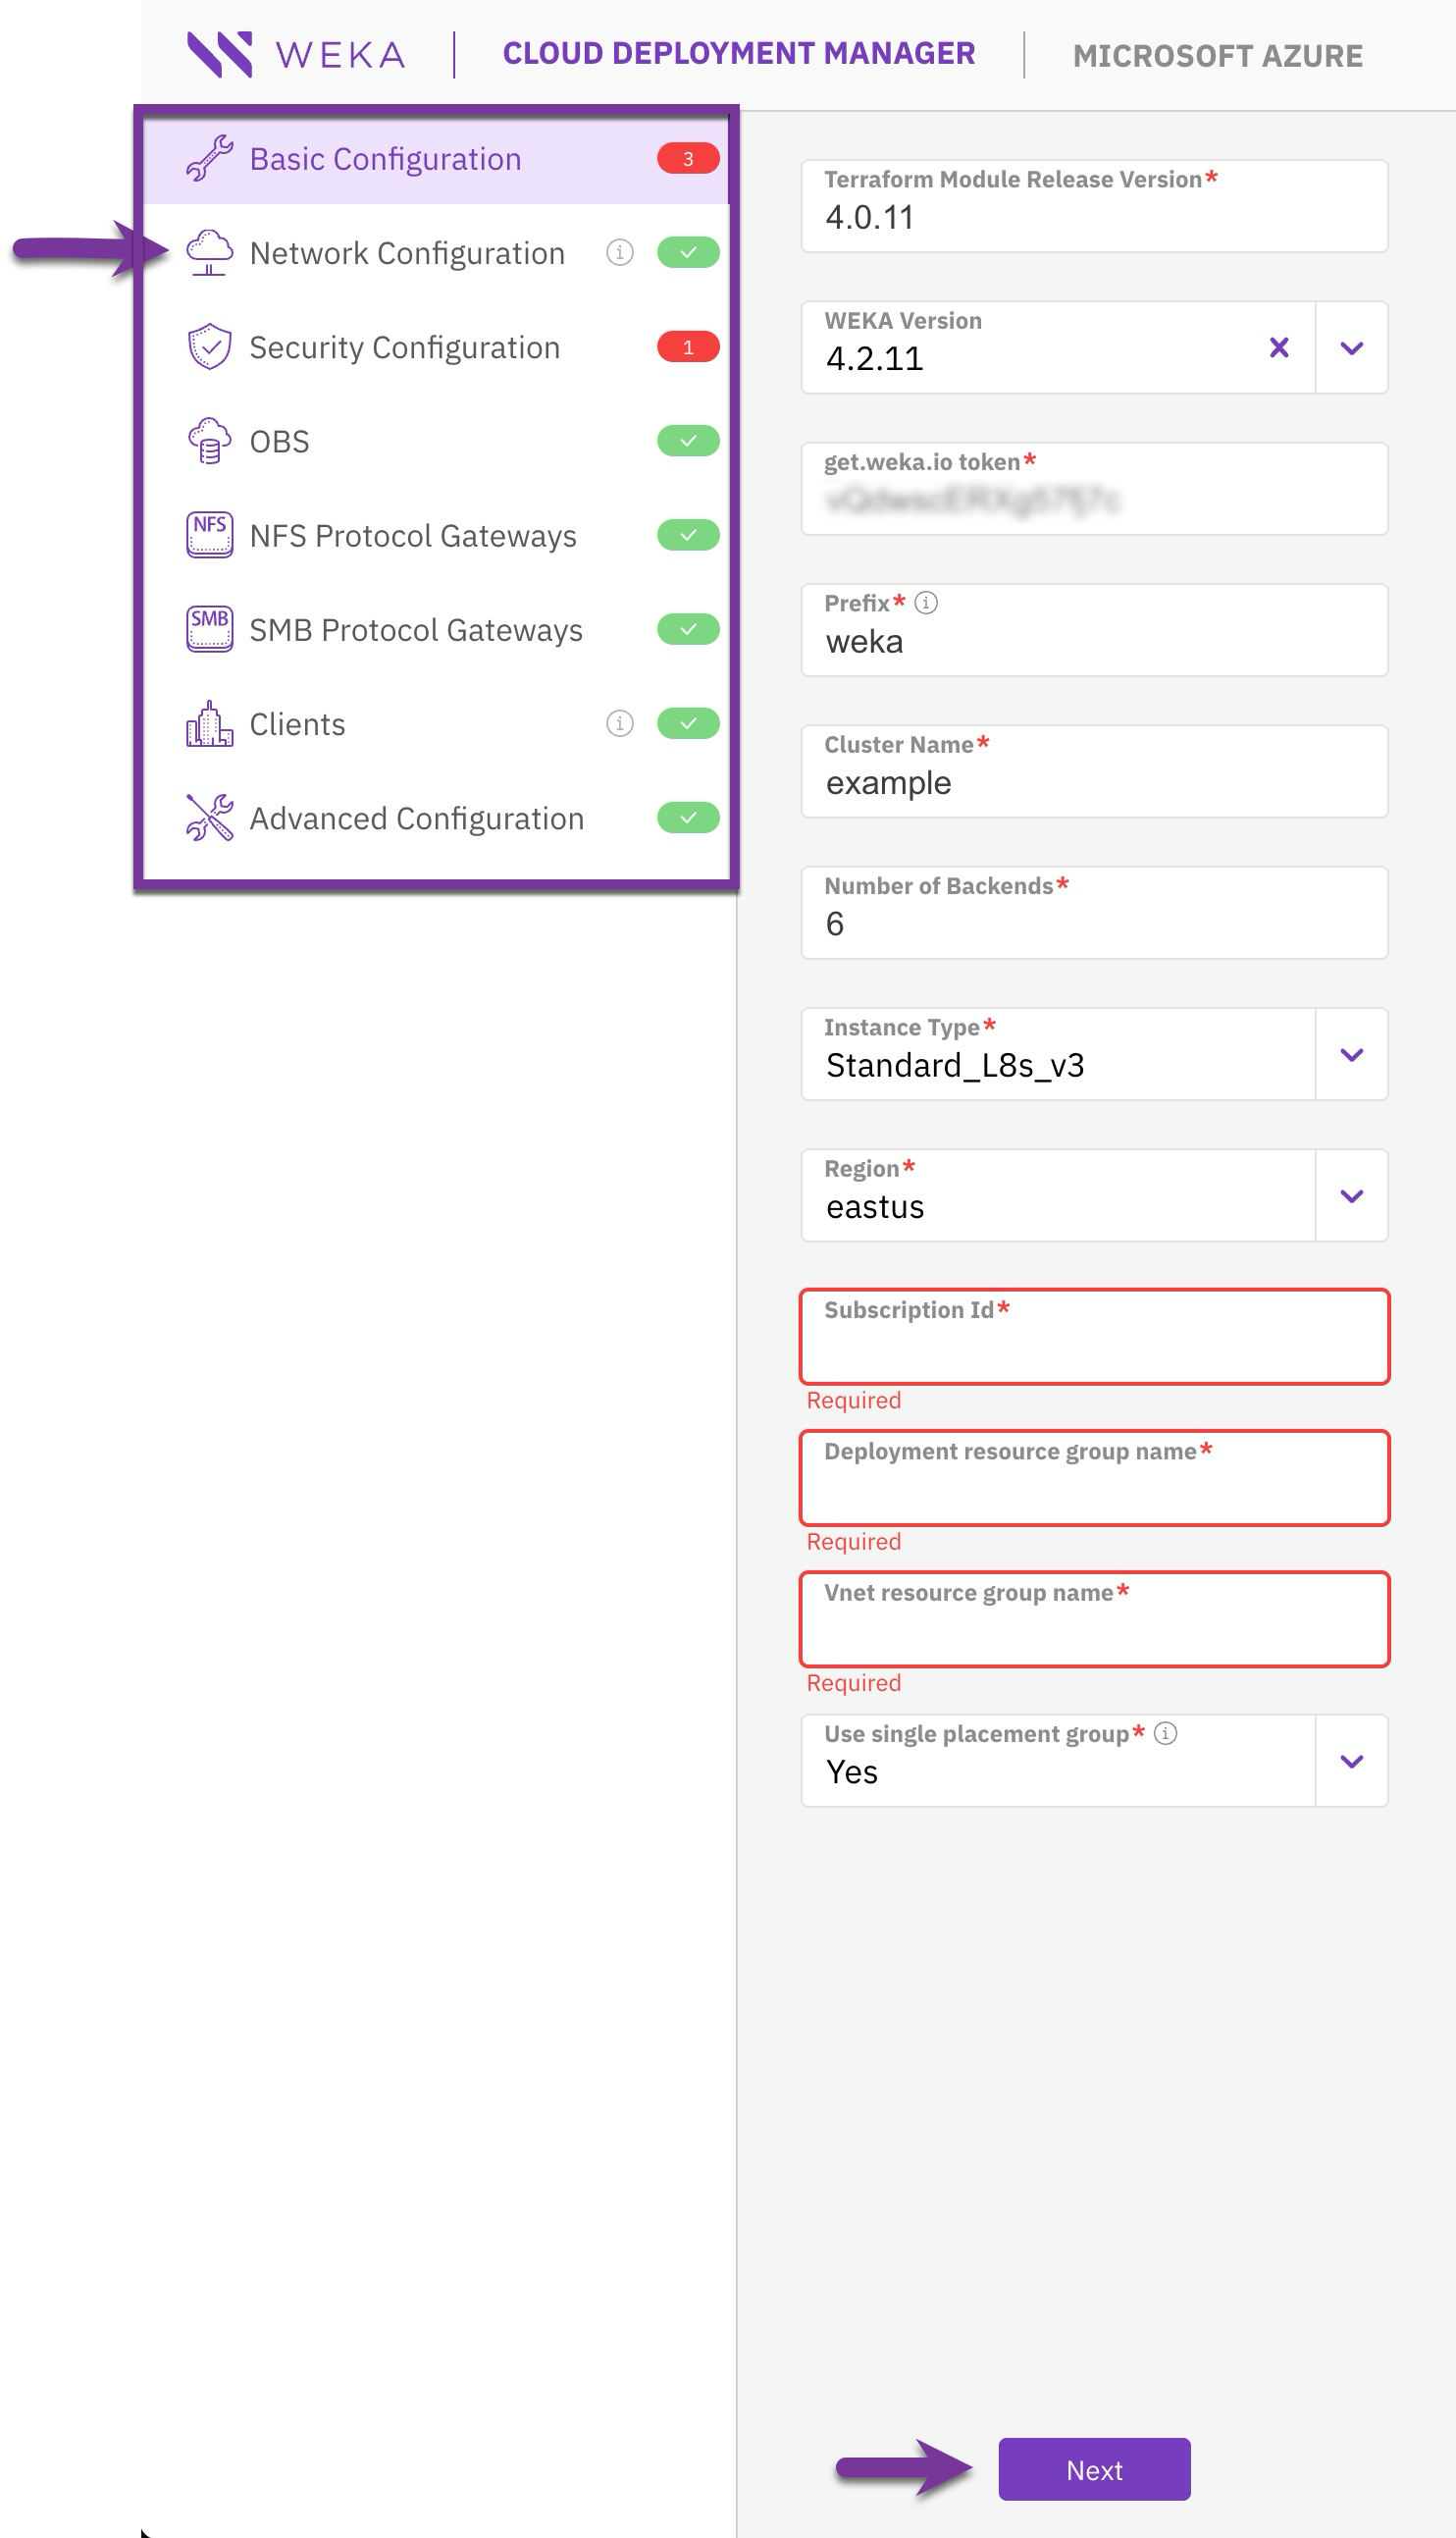 WEKA
CLOUD DEPLOYMENT MANAGER
MICROSOFT AZURE
Basic Configuration
3
Network Configuration
Security Configuration
1
OBS
NFS
NFS Protocol Gateways
SMB
SMB Protocol Gateways
Clients
Advanced Configuration
Terraform Module Release Version*
4.0.11
WEKA Version
4.2.11
get.weka.io token*
Prefix*
weka
Cluster Name*
example
Number of Backends*
6
Instance Type*
Standard_L8s_v3
Region*
eastus
Subscription Id*
Required
Deployment resource group name*
Required
Vnet resource group name*
Required
Use single placement group*
Yes
Next